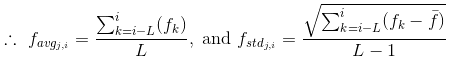 ∴ f_{avg_{j,i}} = \frac{\sum_{k=i-L}^{i}(f_k)}{L}, and f_{std_{j,i}} = \frac{\sqrt{\sum_{k=i-L}^{i}(f_k - \bar{f})}}{L-1}